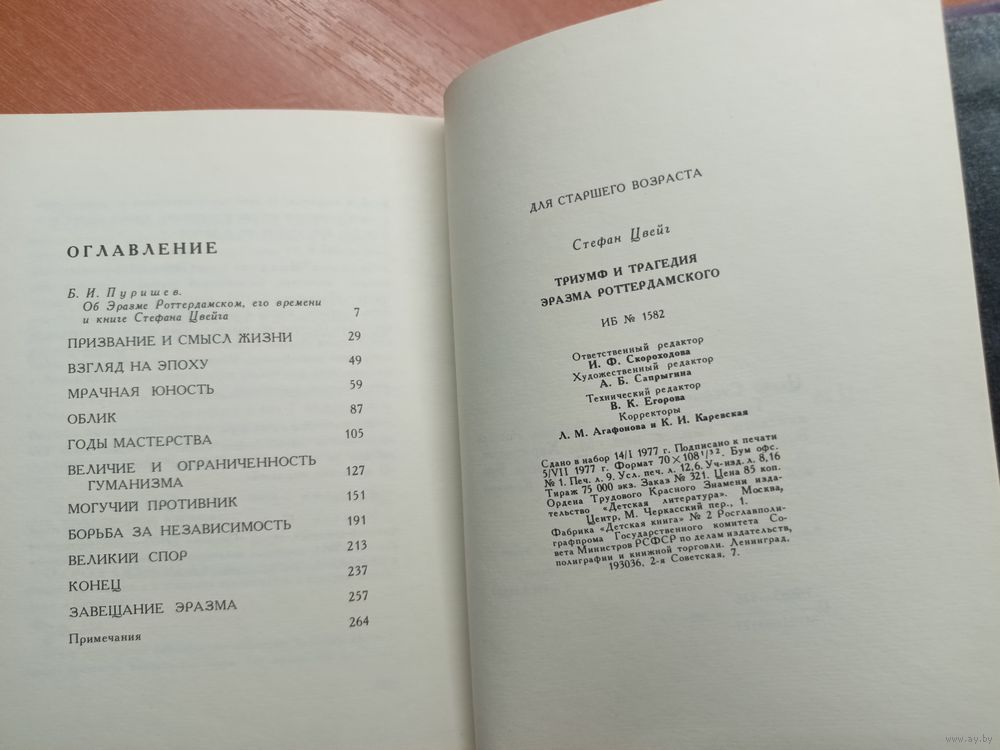 ОГЛАВЛЕНИЕ
Б. И. Пуришев.
Об Эразме Роттердамском, его времени
и книге Стефана Цвейга 7
ПРИЗВАНИЕ И СМЫСЛ ЖИЗНИ 29
ВЗГЛЯД НА ЭПОХУ 49
МРАЧНАЯ ЮНОСТЬ 59
ОБЛИК 87
ГОДЫ МАСТЕРСТВА 105
ВЕЛИЧИЕ И ОГРАНИЧЕННОСТЬ
ГУМАНИЗМА 127
МОГУЧИЙ ПРОТИВНИК 151
БОРЬБА ЗА НЕЗАВИСИМОСТЬ 191
ВЕЛИКИЙ СПОР 213
КОНЕЦ 237
ЗАВЕЩАНИЕ ЭРАЗМА 257
Примечания 264
ДЛЯ СТАРШЕГО ВОЗРАСТА
Стефан Цвейг
ТРИУМФ И ТРАГЕДИЯ
ЭРАЗМА РОТТЕРДАМСКОГО
ИБ № 1582
Ответственный редактор
И. Ф. Скороходова
Художественный редактор
А. Б. Сапрыгина
Технический редактор
В. К. Егорова
Корректоры
Л. М. Агафонова и К. И. Каревская
Сдано в набор 14/I 1977 г. Подписано к печати
5/VII 1977 г. Формат 70×108¹/³². Бум офс.
№ 1. Печ. л. 9. Усл. печ. л. 12,6. Уч-изд. л. 8,16
Тираж 75 000 экз. Заказ № 321. Цена 85 коп.
Ордена Трудового Красного Знамени изда-
тельство «Детская литература». Москва,
Центр, М. Черкасский пер., 1.
Фабрика «Детская книга» № 2 Росглавполи-
графпрома Государственного комитета Со-
вета Министров РСФСР по делам издательств,
полиграфии и книжной торговли. Ленинград,
193036, 2-я Советская, 7.
www.ay.by